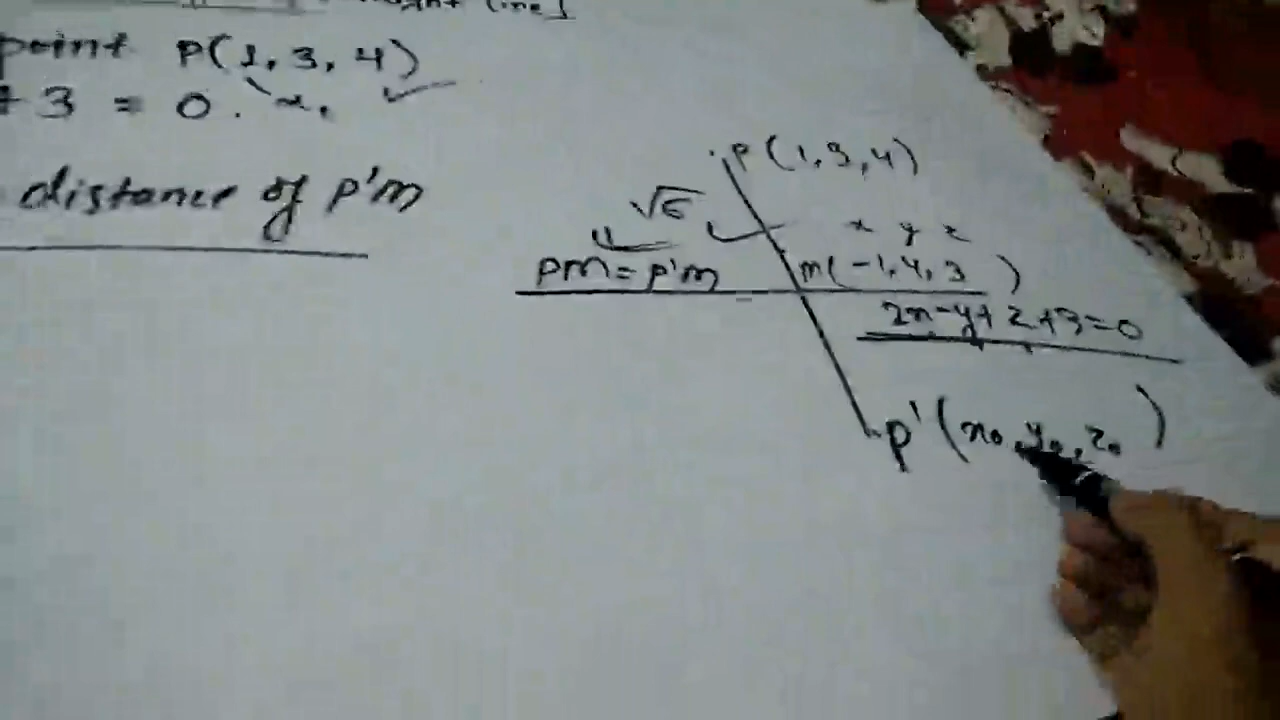 line]
point P(1, 3, 4)
+ 3 = 0. x,
distance of P'm
P(1,3,4)
√6
x y z
Pm = P'm
m(-1,4,3 )
2x-y+z+3=0
P'(x₀,y₀,z₀ )